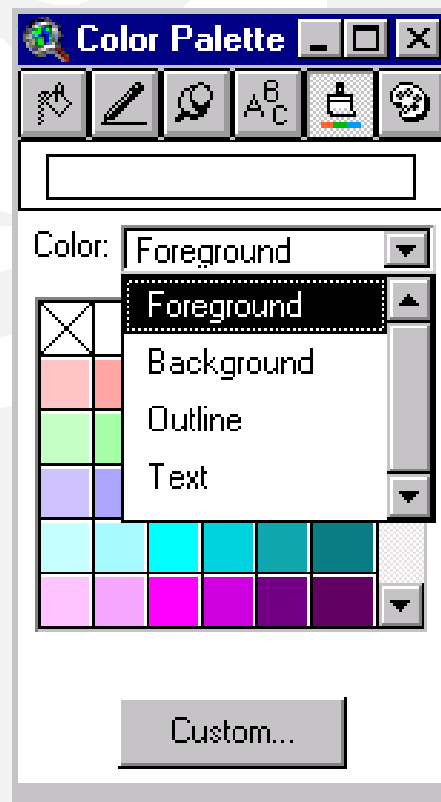 Color Palette
A B C
Color: Foreground
Foreground
Background
Outline
Text
Custom...